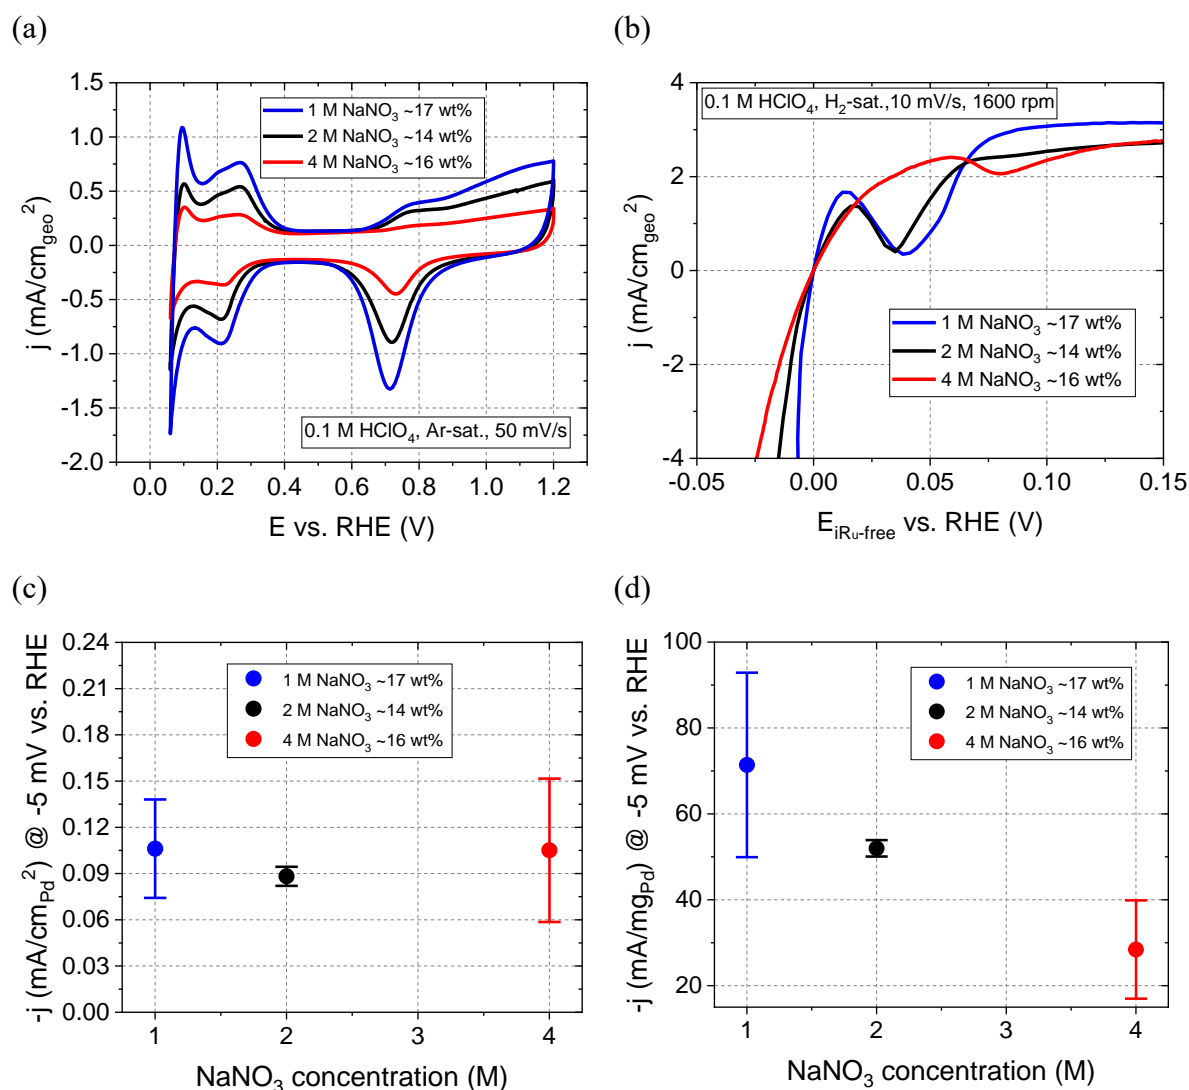 (a)
j (mA/cm_geo²)
1.5
1.0
0.5
0.0
-0.5
-1.0
-1.5
-2.0
1 M NaNO₃ ~17 wt%
2 M NaNO₃ ~14 wt%
4 M NaNO₃ ~16 wt%
0.1 M HClO₄, Ar-sat., 50 mV/s
0.0 0.2 0.4 0.6 0.8 1.0 1.2
E vs. RHE (V)
(b)
j (mA/cm_geo²)
4
2
0
-2
-4
0.1 M HClO₄, H₂-sat.,10 mV/s, 1600 rpm
1 M NaNO₃ ~17 wt%
2 M NaNO₃ ~14 wt%
4 M NaNO₃ ~16 wt%
-0.05 0.00 0.05 0.10 0.15
E_iRu-free vs. RHE (V)
(c)
-j (mA/cm_Pd²) @ -5 mV vs. RHE
0.24
0.21
0.18
0.15
0.12
0.09
0.06
0.03
0.00
1 M NaNO₃ ~17 wt%
2 M NaNO₃ ~14 wt%
4 M NaNO₃ ~16 wt%
1 2 3 4
NaNO₃ concentration (M)
(d)
-j (mA/mg_Pd) @ -5 mV vs. RHE
100
80
60
40
20
1 M NaNO₃ ~17 wt%
2 M NaNO₃ ~14 wt%
4 M NaNO₃ ~16 wt%
1 2 3 4
NaNO₃ concentration (M)